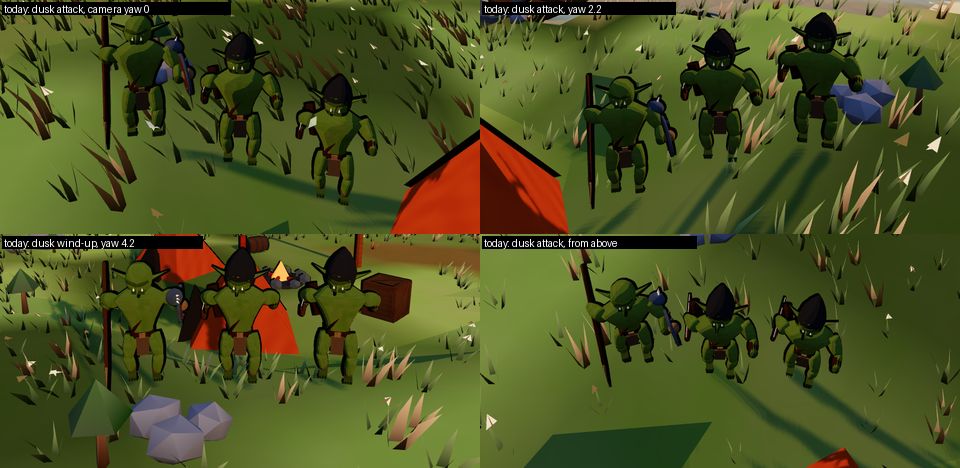 today: dusk attack, camera yaw 0
today: dusk attack, yaw 2.2
today: dusk wind-up, yaw 4.2
today: dusk attack, from above